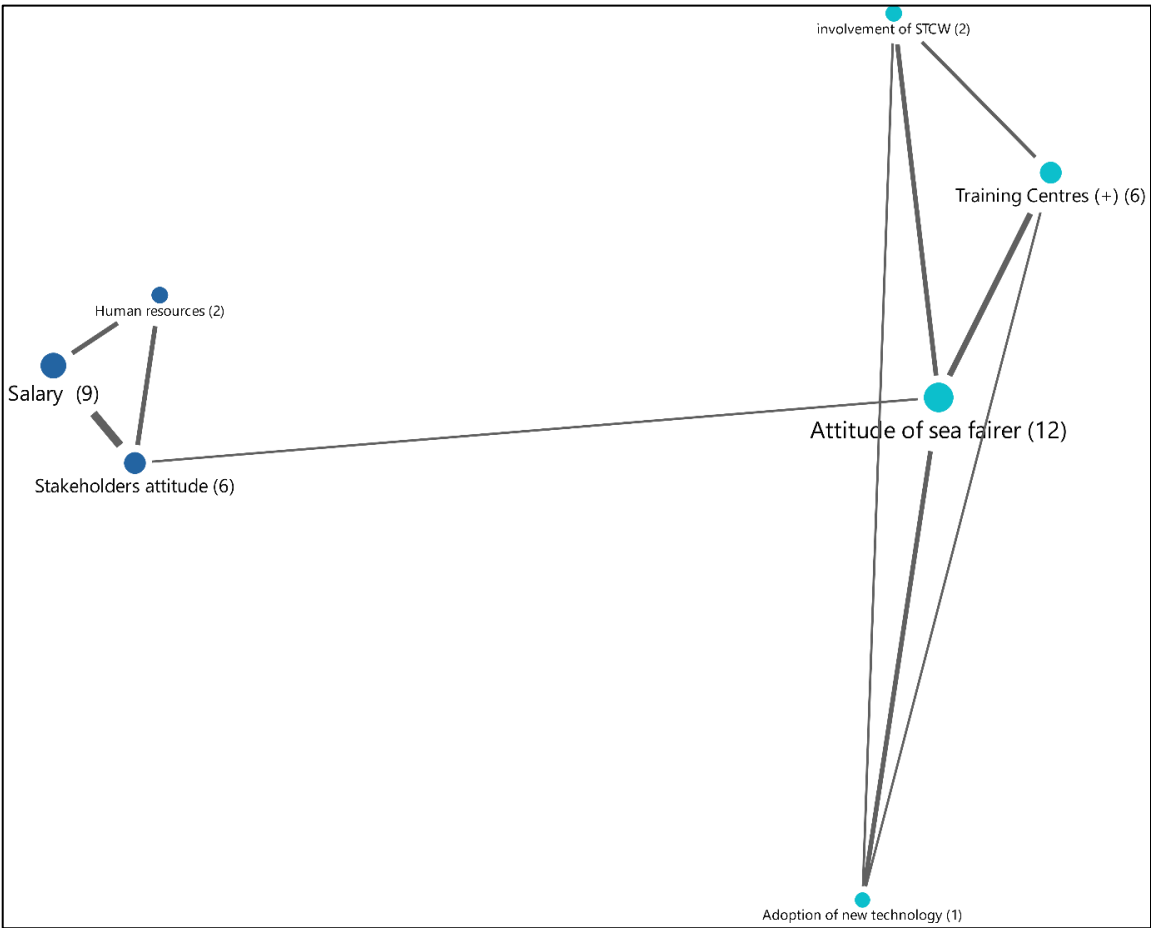 involvement of STCW (2)
Training Centres (+) (6)
Human resources (2)
Salary (9)
Attitude of sea fairer (12)
Stakeholders attitude (6)
Adoption of new technology (1)